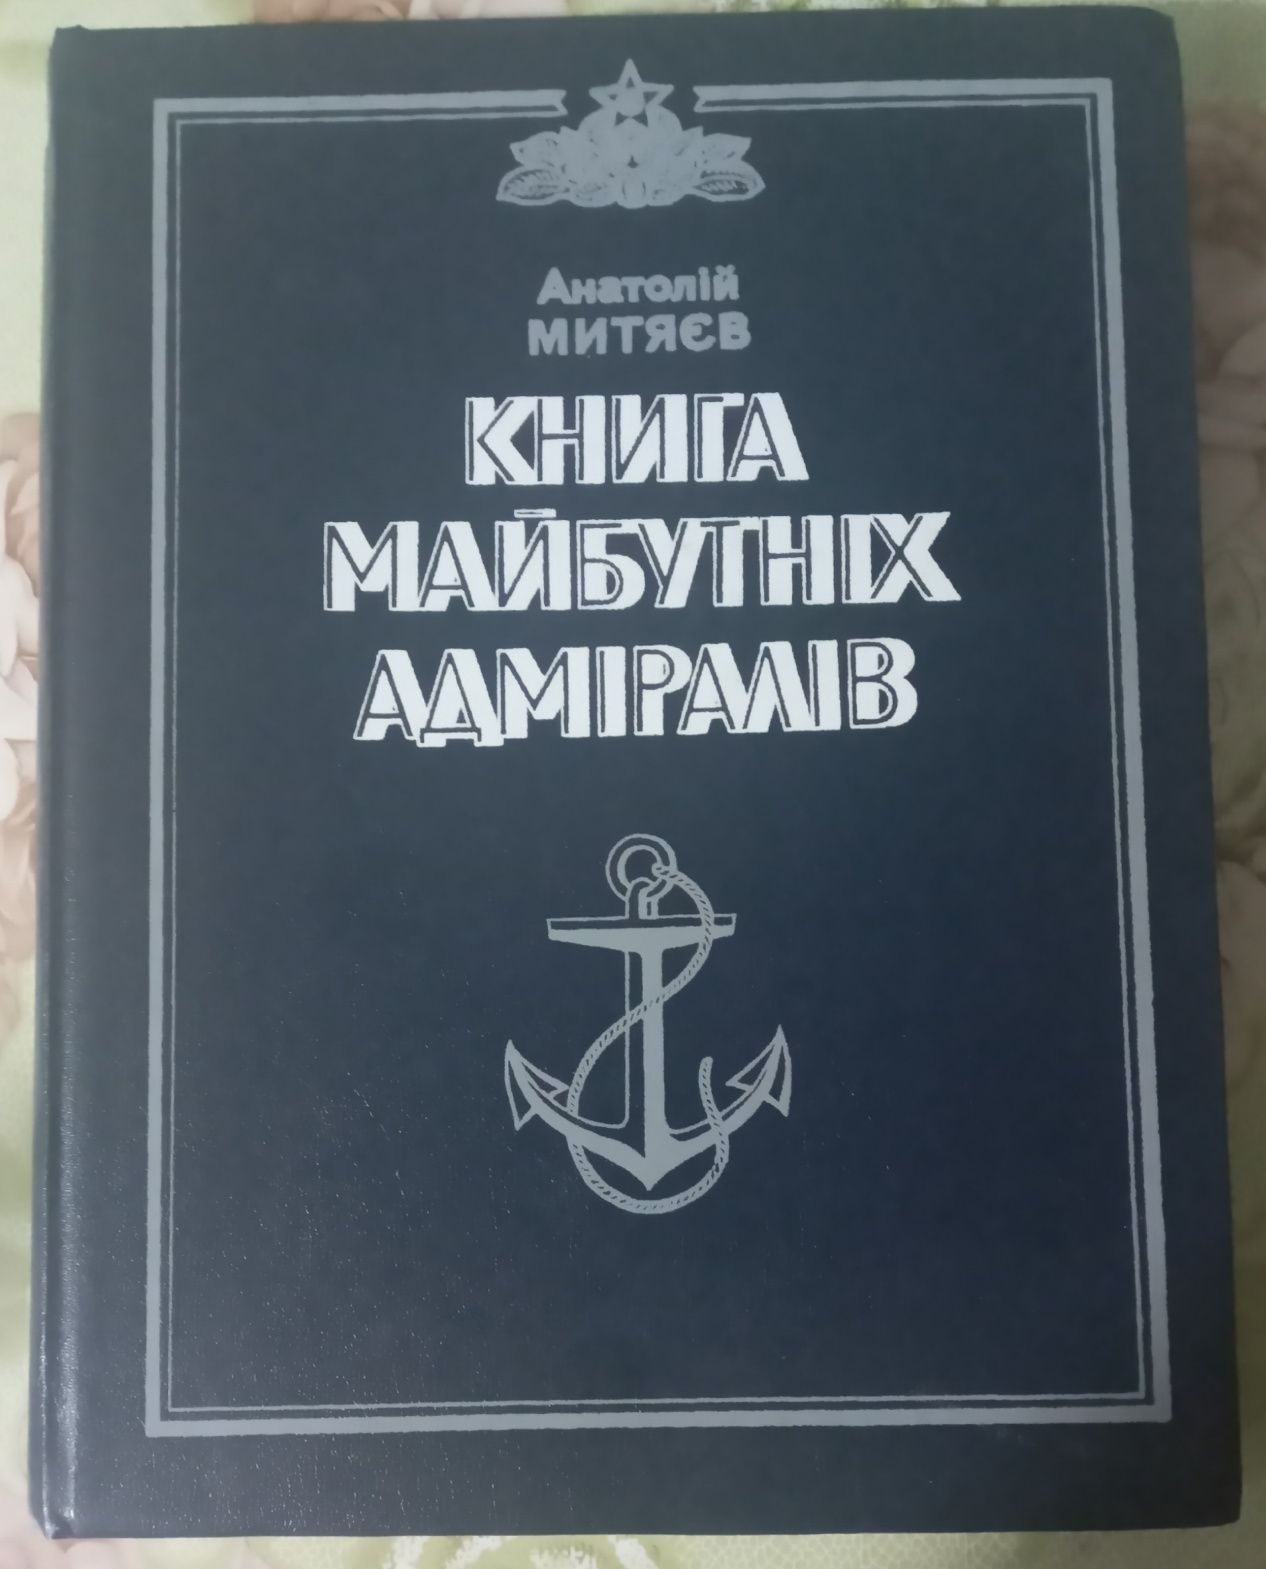 Анатолій
МИТЯЄВ
КНИГА
МАЙБУТНІХ
АДМІРАЛІВ